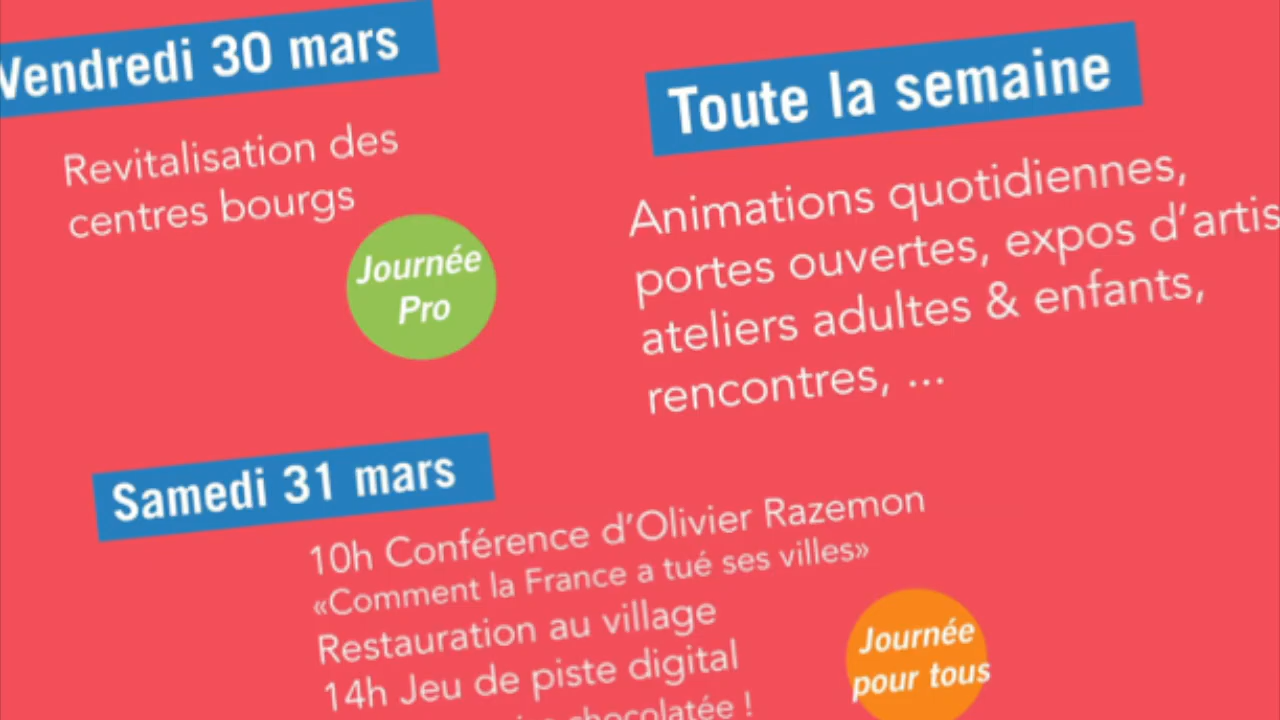 Vendredi 30 mars
Revitalisation des
centres bourgs
Journée
Pro
Toute la semaine
Animations quotidiennes,
portes ouvertes, expos d'artis
ateliers adultes & enfants,
rencontres, ...
Samedi 31 mars
10h Conférence d'Olivier Razemon
«Comment la France a tué ses villes»
Restauration au village
14h Jeu de piste digital
chocolatée !
Journée
pour tous